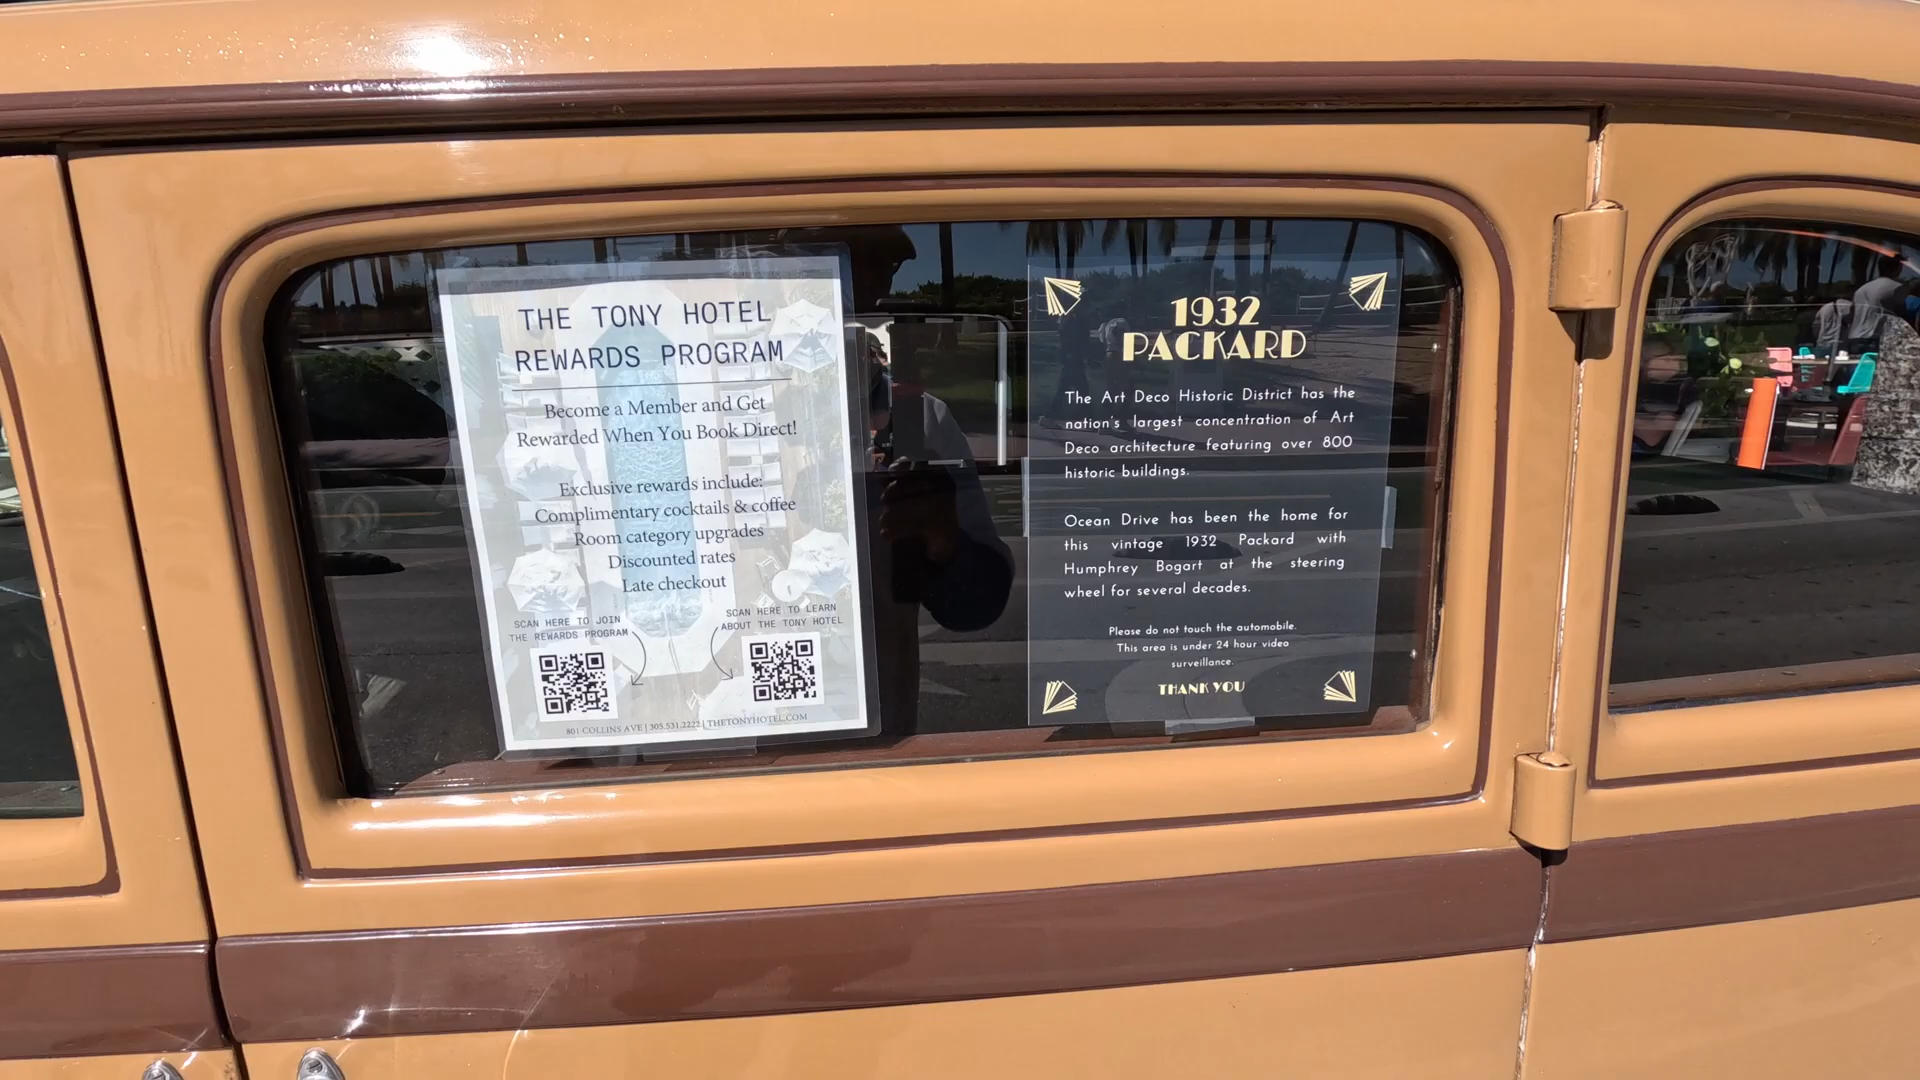 THE TONY HOTEL
REWARDS PROGRAM
Become a Member and Get
Rewarded When You Book Direct!
Exclusive rewards include:
Complimentary cocktails & coffee
Room category upgrades
Discounted rates
Late checkout
SCAN HERE TO JOIN
THE REWARDS PROGRAM
SCAN HERE TO LEARN
ABOUT THE TONY HOTEL
801 COLLINS AVE | 305.531.2222 | THETONYHOTEL.COM
1932
PACKARD
The Art Deco Historic District has the
nation's largest concentration of Art
Deco architecture featuring over 800
historic buildings.
Ocean Drive has been the home for
this vintage 1932 Packard with
Humphrey Bogart at the steering
wheel for several decades.
Please do not touch the automobile.
This area is under 24 hour video
surveillance.
THANK YOU